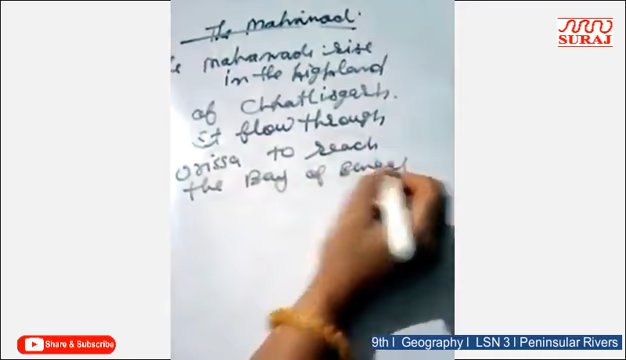 The Mahanadi
SURAJ
Mahanadi rise
in the highland
of Chhattisgarh.
It flow through
Orissa to reach
the Bay of Bengal
Share & Subscribe
9th I Geography I LSN 3 I Peninsular Rivers